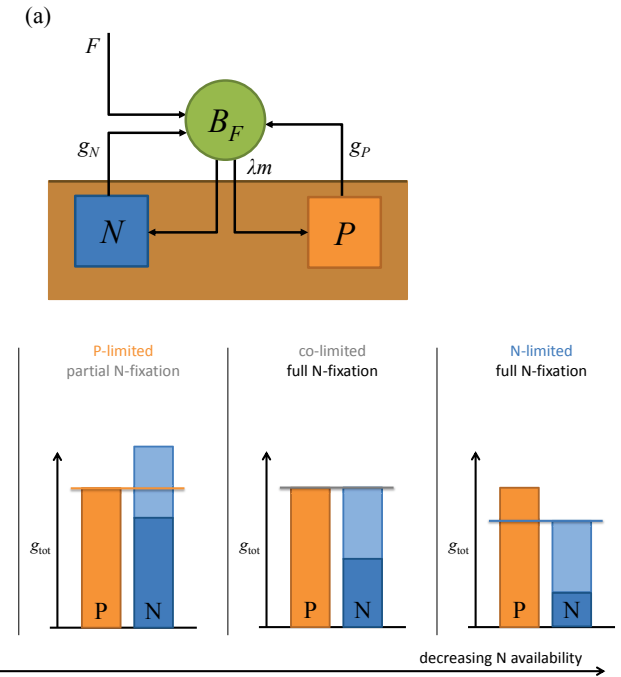 (a)
F
B_F
g_N
g_P
λm
N
P
P-limited
partial N-fixation
co-limited
full N-fixation
N-limited
full N-fixation
g_tot
P
N
g_tot
P
N
g_tot
P
N
decreasing N availability